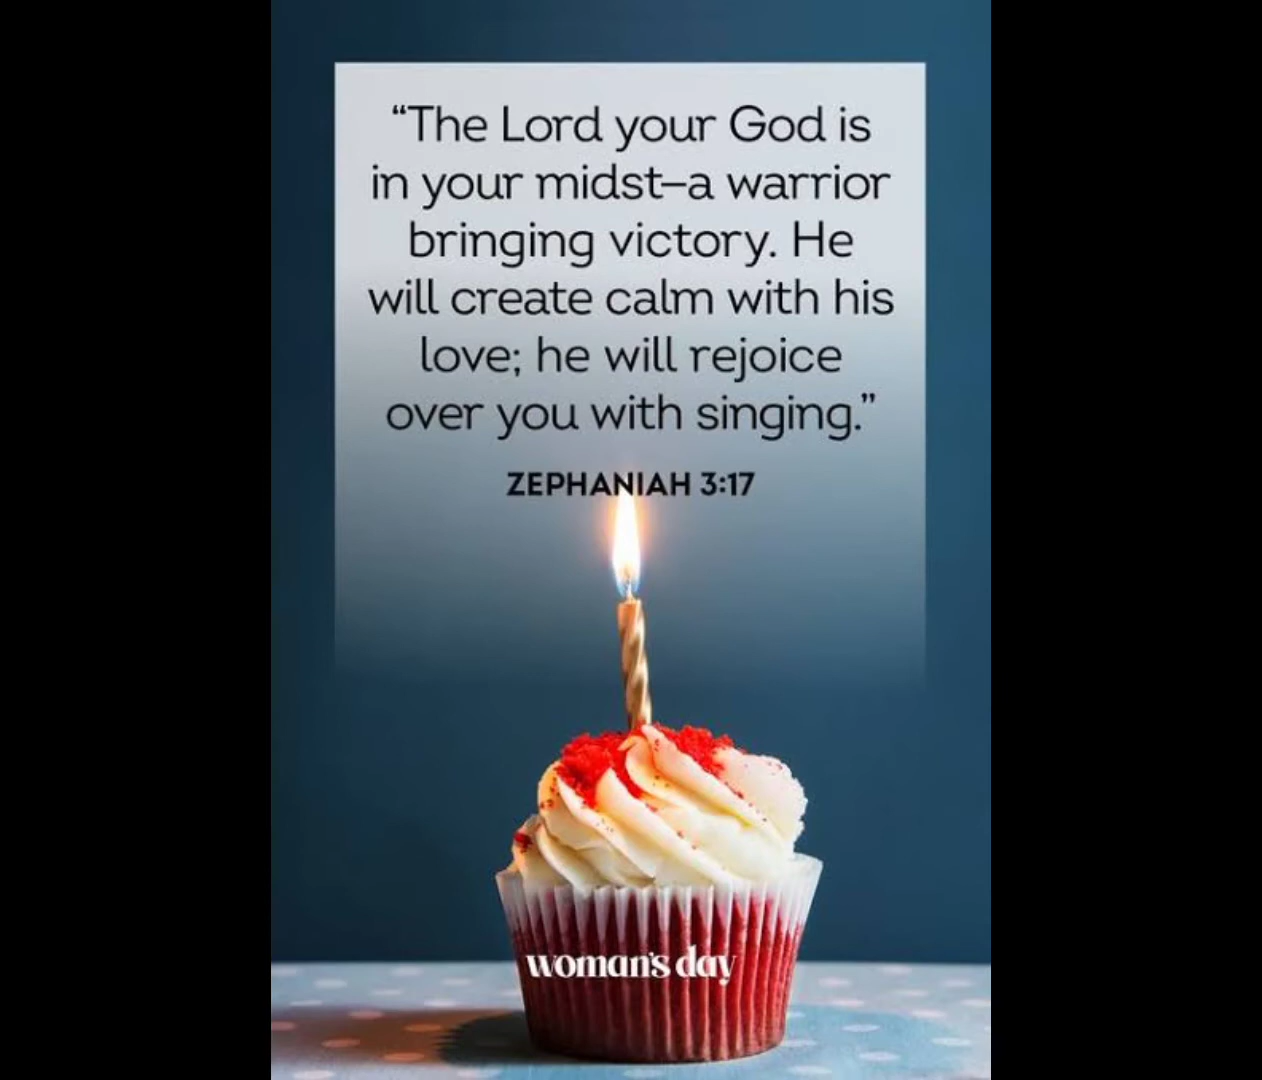 “The Lord your God is
in your midst–a warrior
bringing victory. He
will create calm with his
love; he will rejoice
over you with singing.”
ZEPHANIAH 3:17
woman's day